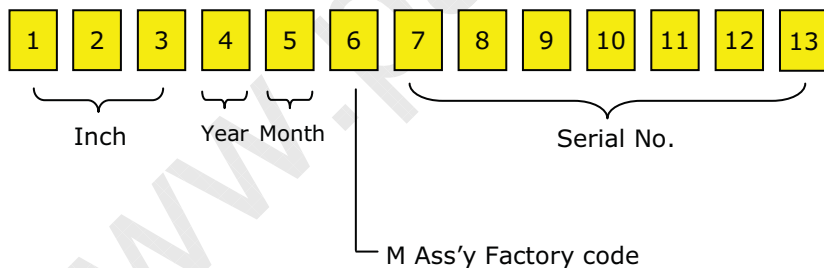 1 2 3 4 5 6 7 8 9 10 11 12 13
Inch Year Month Serial No.
M Ass’y Factory code